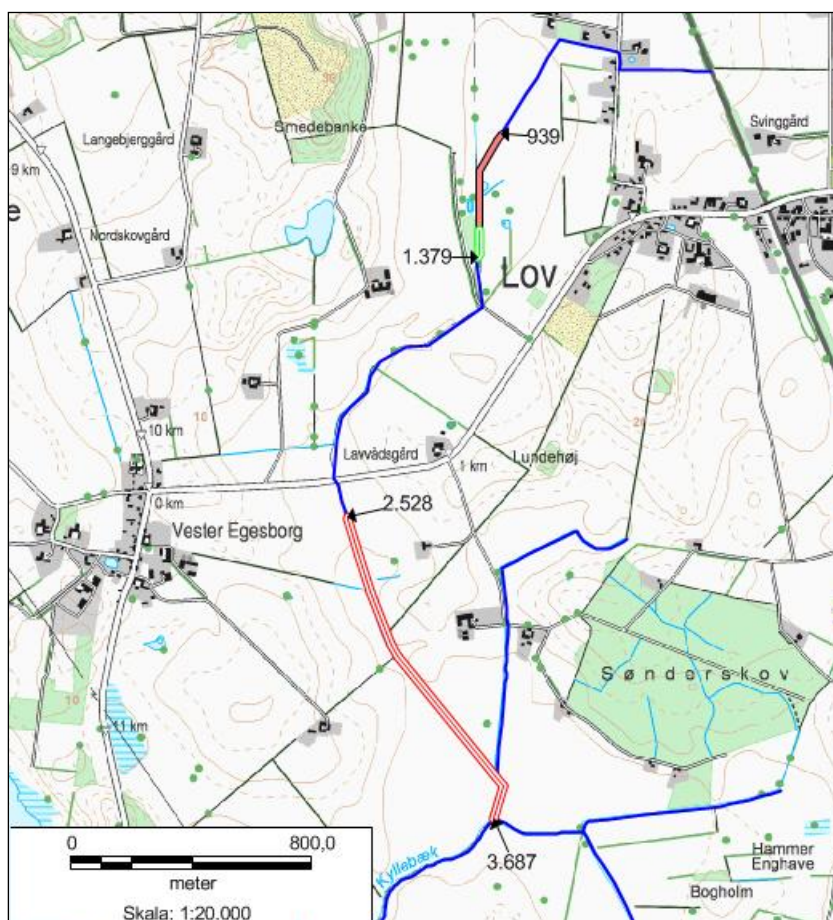 Smedebanke
939
Svinggård
Langebjerggård
9 km
e
Nordskovgård
1.379
LOV
10
10 km
20
Lavvadsgård
1 km
Lundehøj
0 km
2.528
Vester Egesborg
Sønderskov
10
11 km
0
800,0
meter
Skala: 1:20.000
Kyllebæk
3.687
Hammer
Enghave
Bogholm